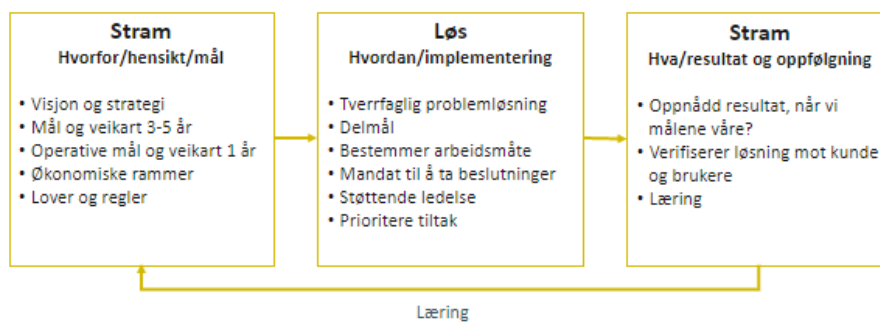 Stram
Hvorfor/hensikt/mål
• Visjon og strategi
• Mål og veikart 3-5 år
• Operative mål og veikart 1 år
• Økonomiske rammer
• Lover og regler
Løs
Hvordan/implementering
• Tverrfaglig problemløsning
• Delmål
• Bestemmer arbeidsmåte
• Mandat til å ta beslutninger
• Støttende ledelse
• Prioritere tiltak
Stram
Hva/resultat og oppfølgning
• Oppnådd resultat, når vi
målene våre?
• Verifiserer løsning mot kunde
og brukere
• Læring
Læring